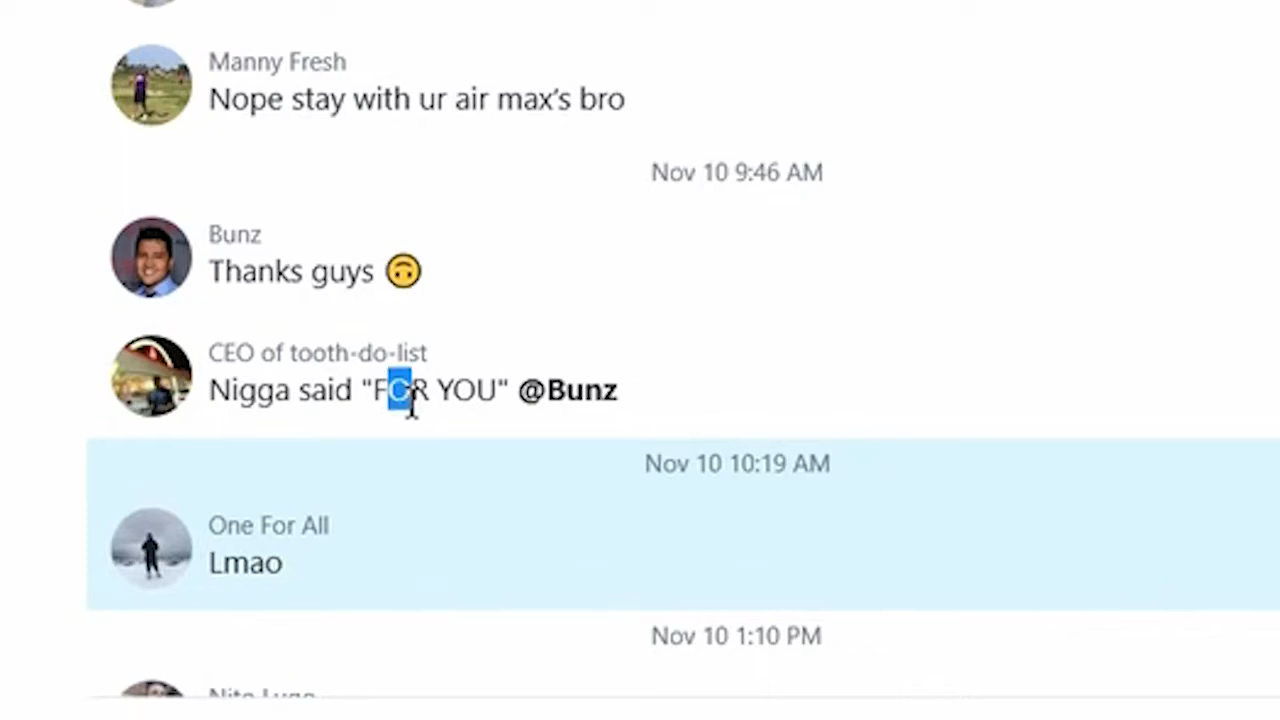 Manny Fresh
Nope stay with ur air max's bro
Nov 10 9:46 AM
Bunz
Thanks guys 🙃
CEO of tooth-do-list
Nigga said "FOR YOU" @Bunz
Nov 10 10:19 AM
One For All
Lmao
Nov 10 1:10 PM